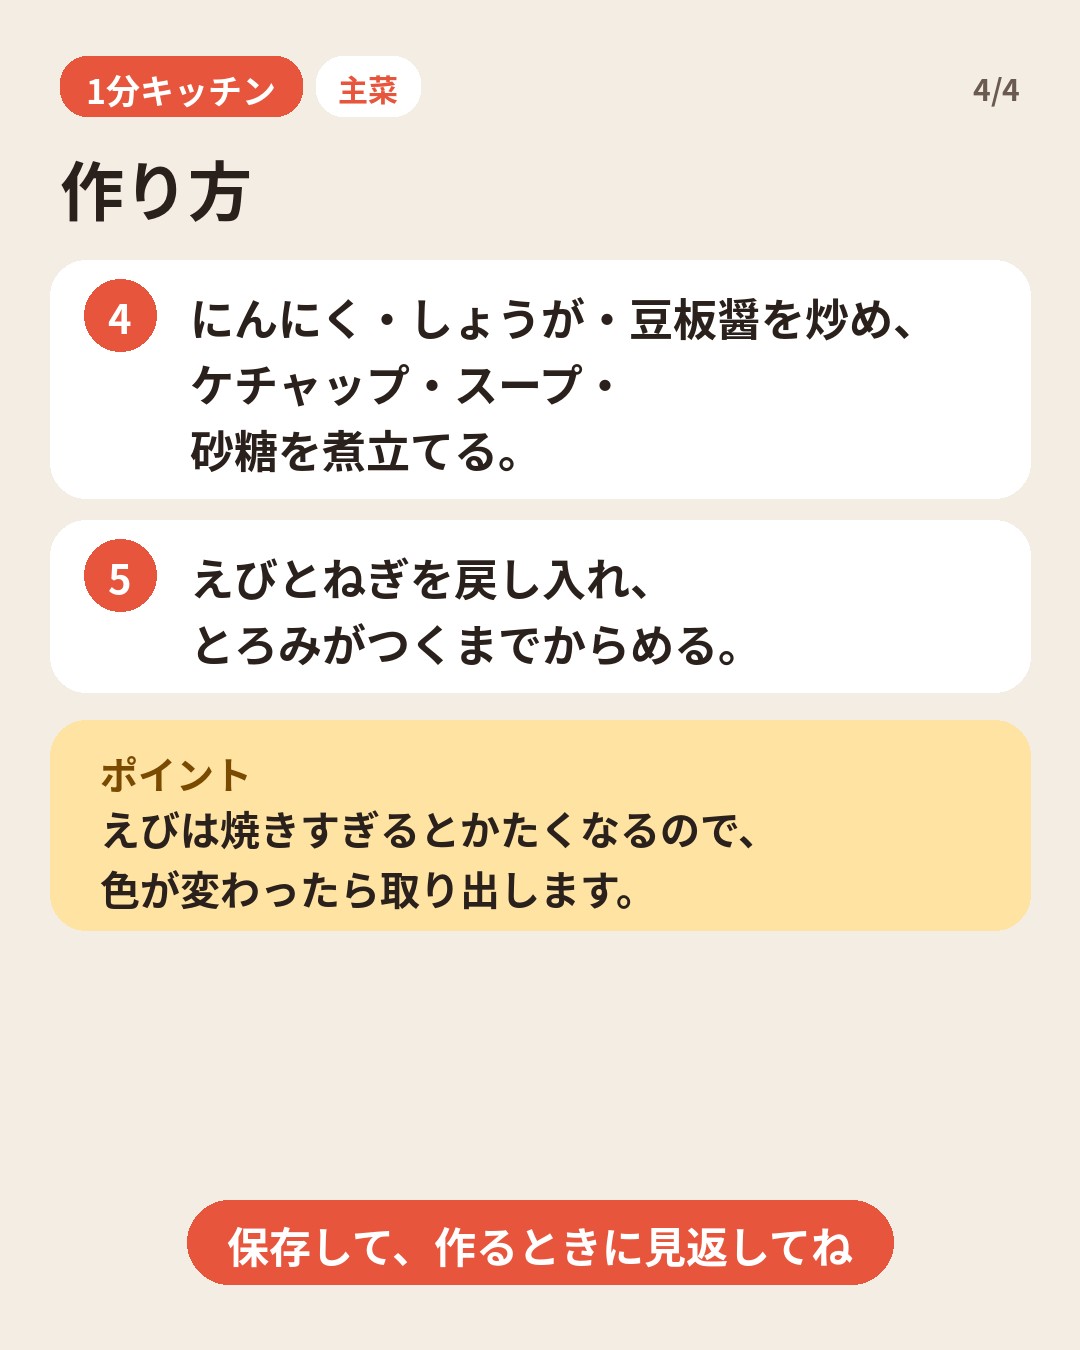 1分キッチン 主菜 4/4
作り方
4 にんにく・しょうが・豆板醤を炒め、
ケチャップ・スープ・
砂糖を煮立てる。
5 えびとねぎを戻し入れ、
とろみがつくまでからめる。
ポイント
えびは焼きすぎるとかたくなるので、
色が変わったら取り出します。
保存して、作るときに見返してね